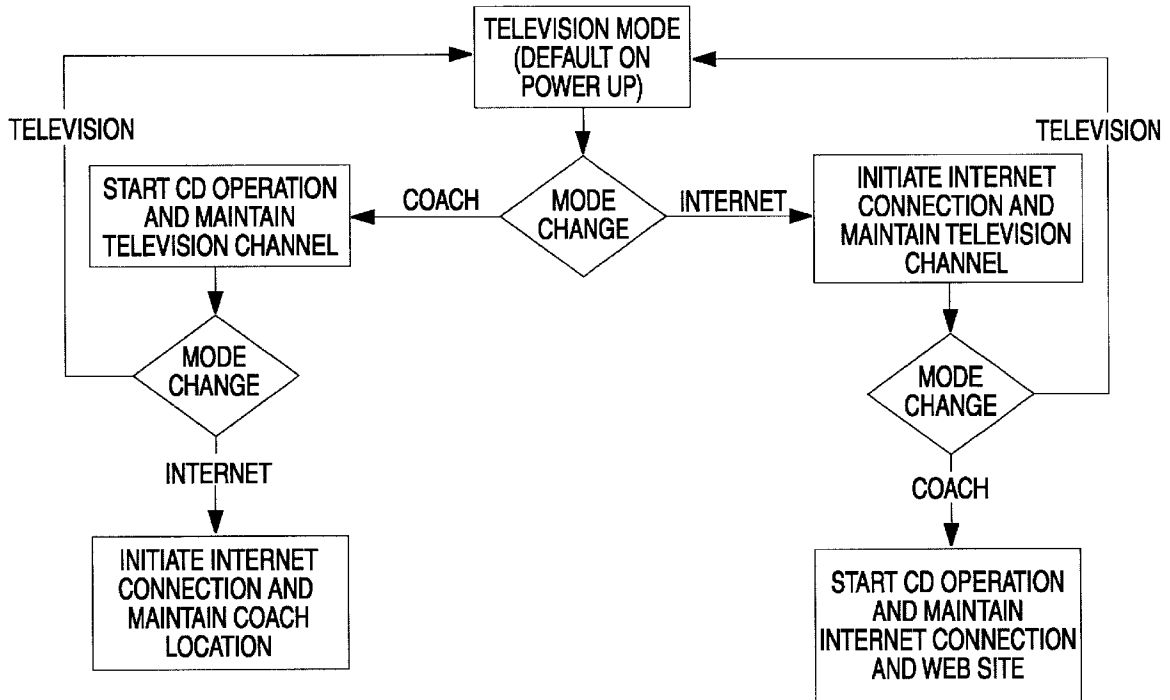 TELEVISION MODE
(DEFAULT ON
POWER UP)
TELEVISION
TELEVISION
START CD OPERATION
AND MAINTAIN
TELEVISION CHANNEL
COACH
MODE
CHANGE
INTERNET
INITIATE INTERNET
CONNECTION AND
MAINTAIN TELEVISION
CHANNEL
MODE
CHANGE
MODE
CHANGE
INTERNET
COACH
INITIATE INTERNET
CONNECTION AND
MAINTAIN COACH
LOCATION
START CD OPERATION
AND MAINTAIN
INTERNET CONNECTION
AND WEB SITE